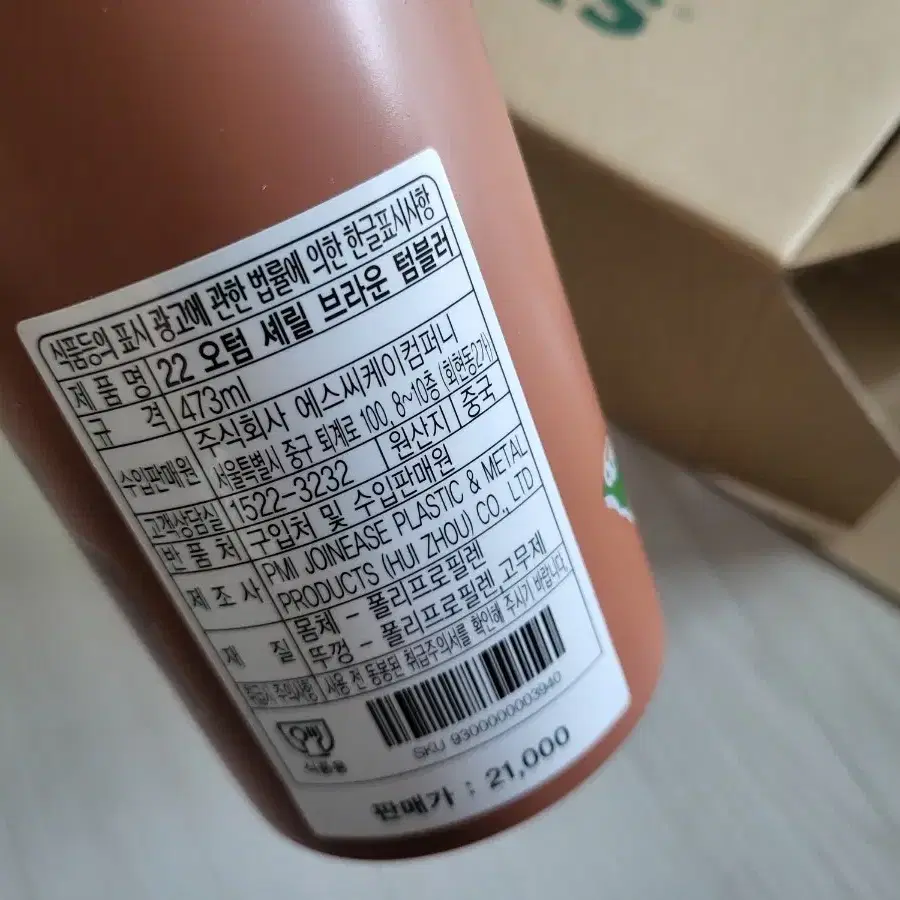 식품등의 표시 광고에 관한 법률에 의한 한글표시사항
제 품 명 22 오텀 셰릴 브라운 텀블러
규 격 473ml
수입판매원 주식회사 에스씨케이컴퍼니
서울특별시 중구 퇴계로 100, 8~10층 (회현동2가)
고객상담실 1522-3232 원산지 중국
반 품 처 구입처 및 수입판매원
제 조 사 PMI JOINEASE PLASTIC & METAL
PRODUCTS (HUI ZHOU) CO., LTD
재 질 몸체 - 폴리프로필렌
뚜껑 - 폴리프로필렌,고무제
취급시 주의사항 사용 전 동봉된 취급주의서를 확인해 주시기 바랍니다.
SKU 9300000003940
식품용
판매가 : 21,000